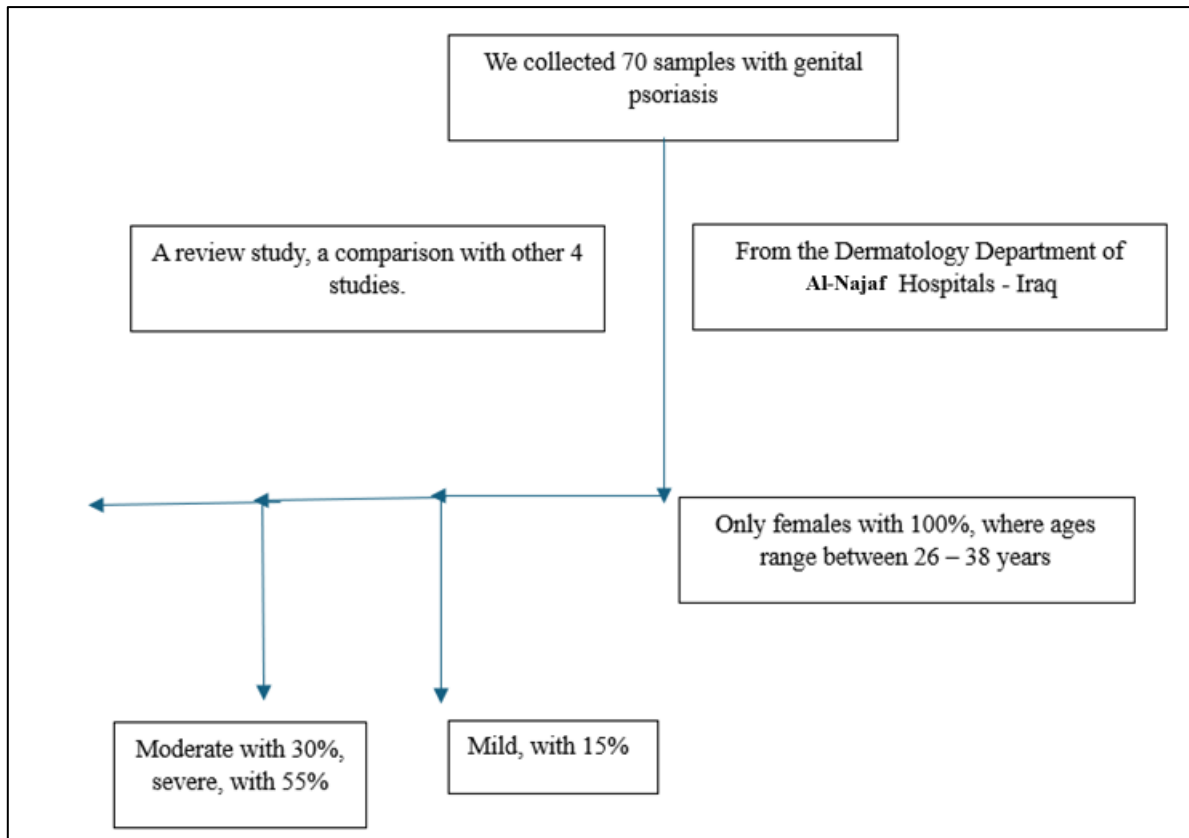 We collected 70 samples with genital
psoriasis
A review study, a comparison with other 4
studies.
From the Dermatology Department of
Al-Najaf Hospitals - Iraq
Only females with 100%, where ages
range between 26 – 38 years
Moderate with 30%,
severe, with 55%
Mild, with 15%